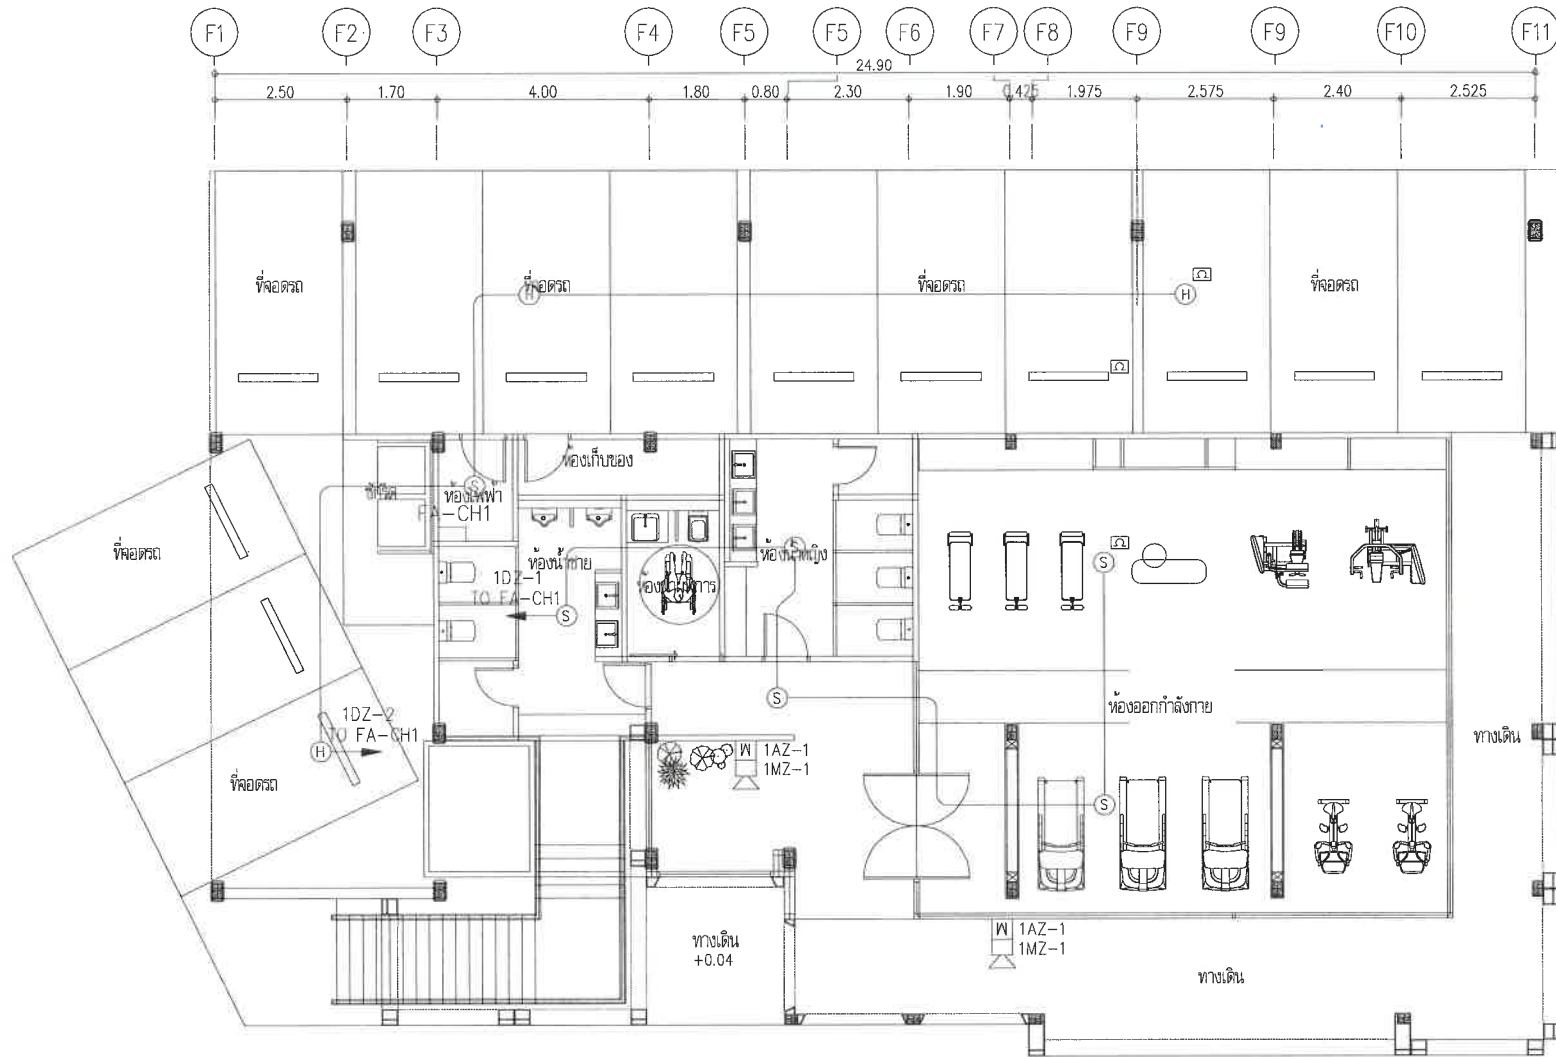 F1 F2 F3 F4 F5 F5 F6 F7 F8 F9 F9 F10 F11
24.90
2.50 1.70 4.00 1.80 0.80 2.30 1.90 0.425 1.975 2.575 2.40 2.525
ที่จอดรถ ที่จอดรถ ที่จอดรถ ที่จอดรถ
H H
ห้องเก็บของ
S
ห้องไฟฟ้า
FA-CH1
ที่จอดรถ
ห้องน้ำชาย S ห้องน้ำหญิง
S
1DZ-1
TO FA-CH1
S
S
ห้องออกกำลังกาย
1DZ-2
TO FA-CH1
H
ทางเดิน
W 1AZ-1
1MZ-1
ที่จอดรถ
S
W 1AZ-1
1MZ-1
ทางเดิน
+0.04
ทางเดิน